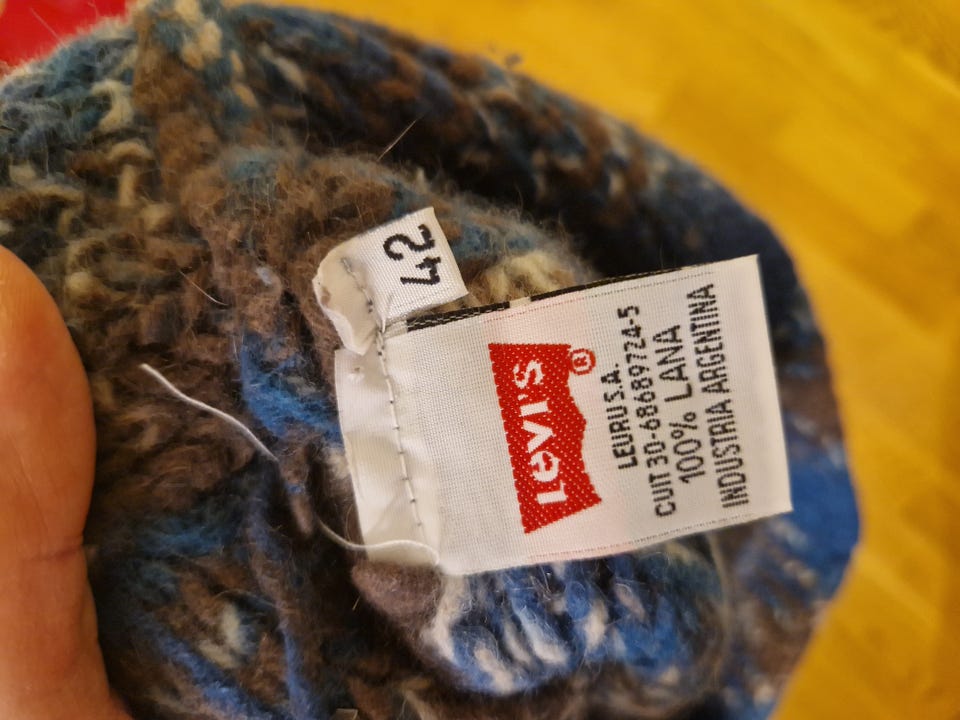 42
Levi's
®
LEURU S.A.
CUIT 30-68689724-5
100% LANA
INDUSTRIA ARGENTINA